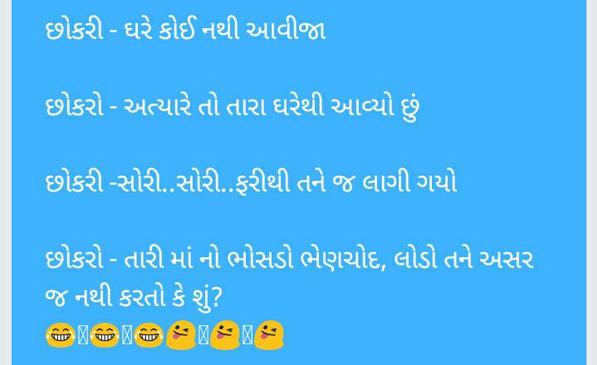 છોકરી - ઘરે કોઈ નથી આવીજા
છોકરો - અત્યારે તો તારા ઘરેથી આવ્યો છું
છોકરી -સોરી..સોરી..ફરીથી તને જ લાગી ગયો
છોકરો - તારી માં નો ભોસડો ભેણચોદ, લોડો તને અસર
જ નથી કરતો કે શું?
😂😂😂😜😜😜